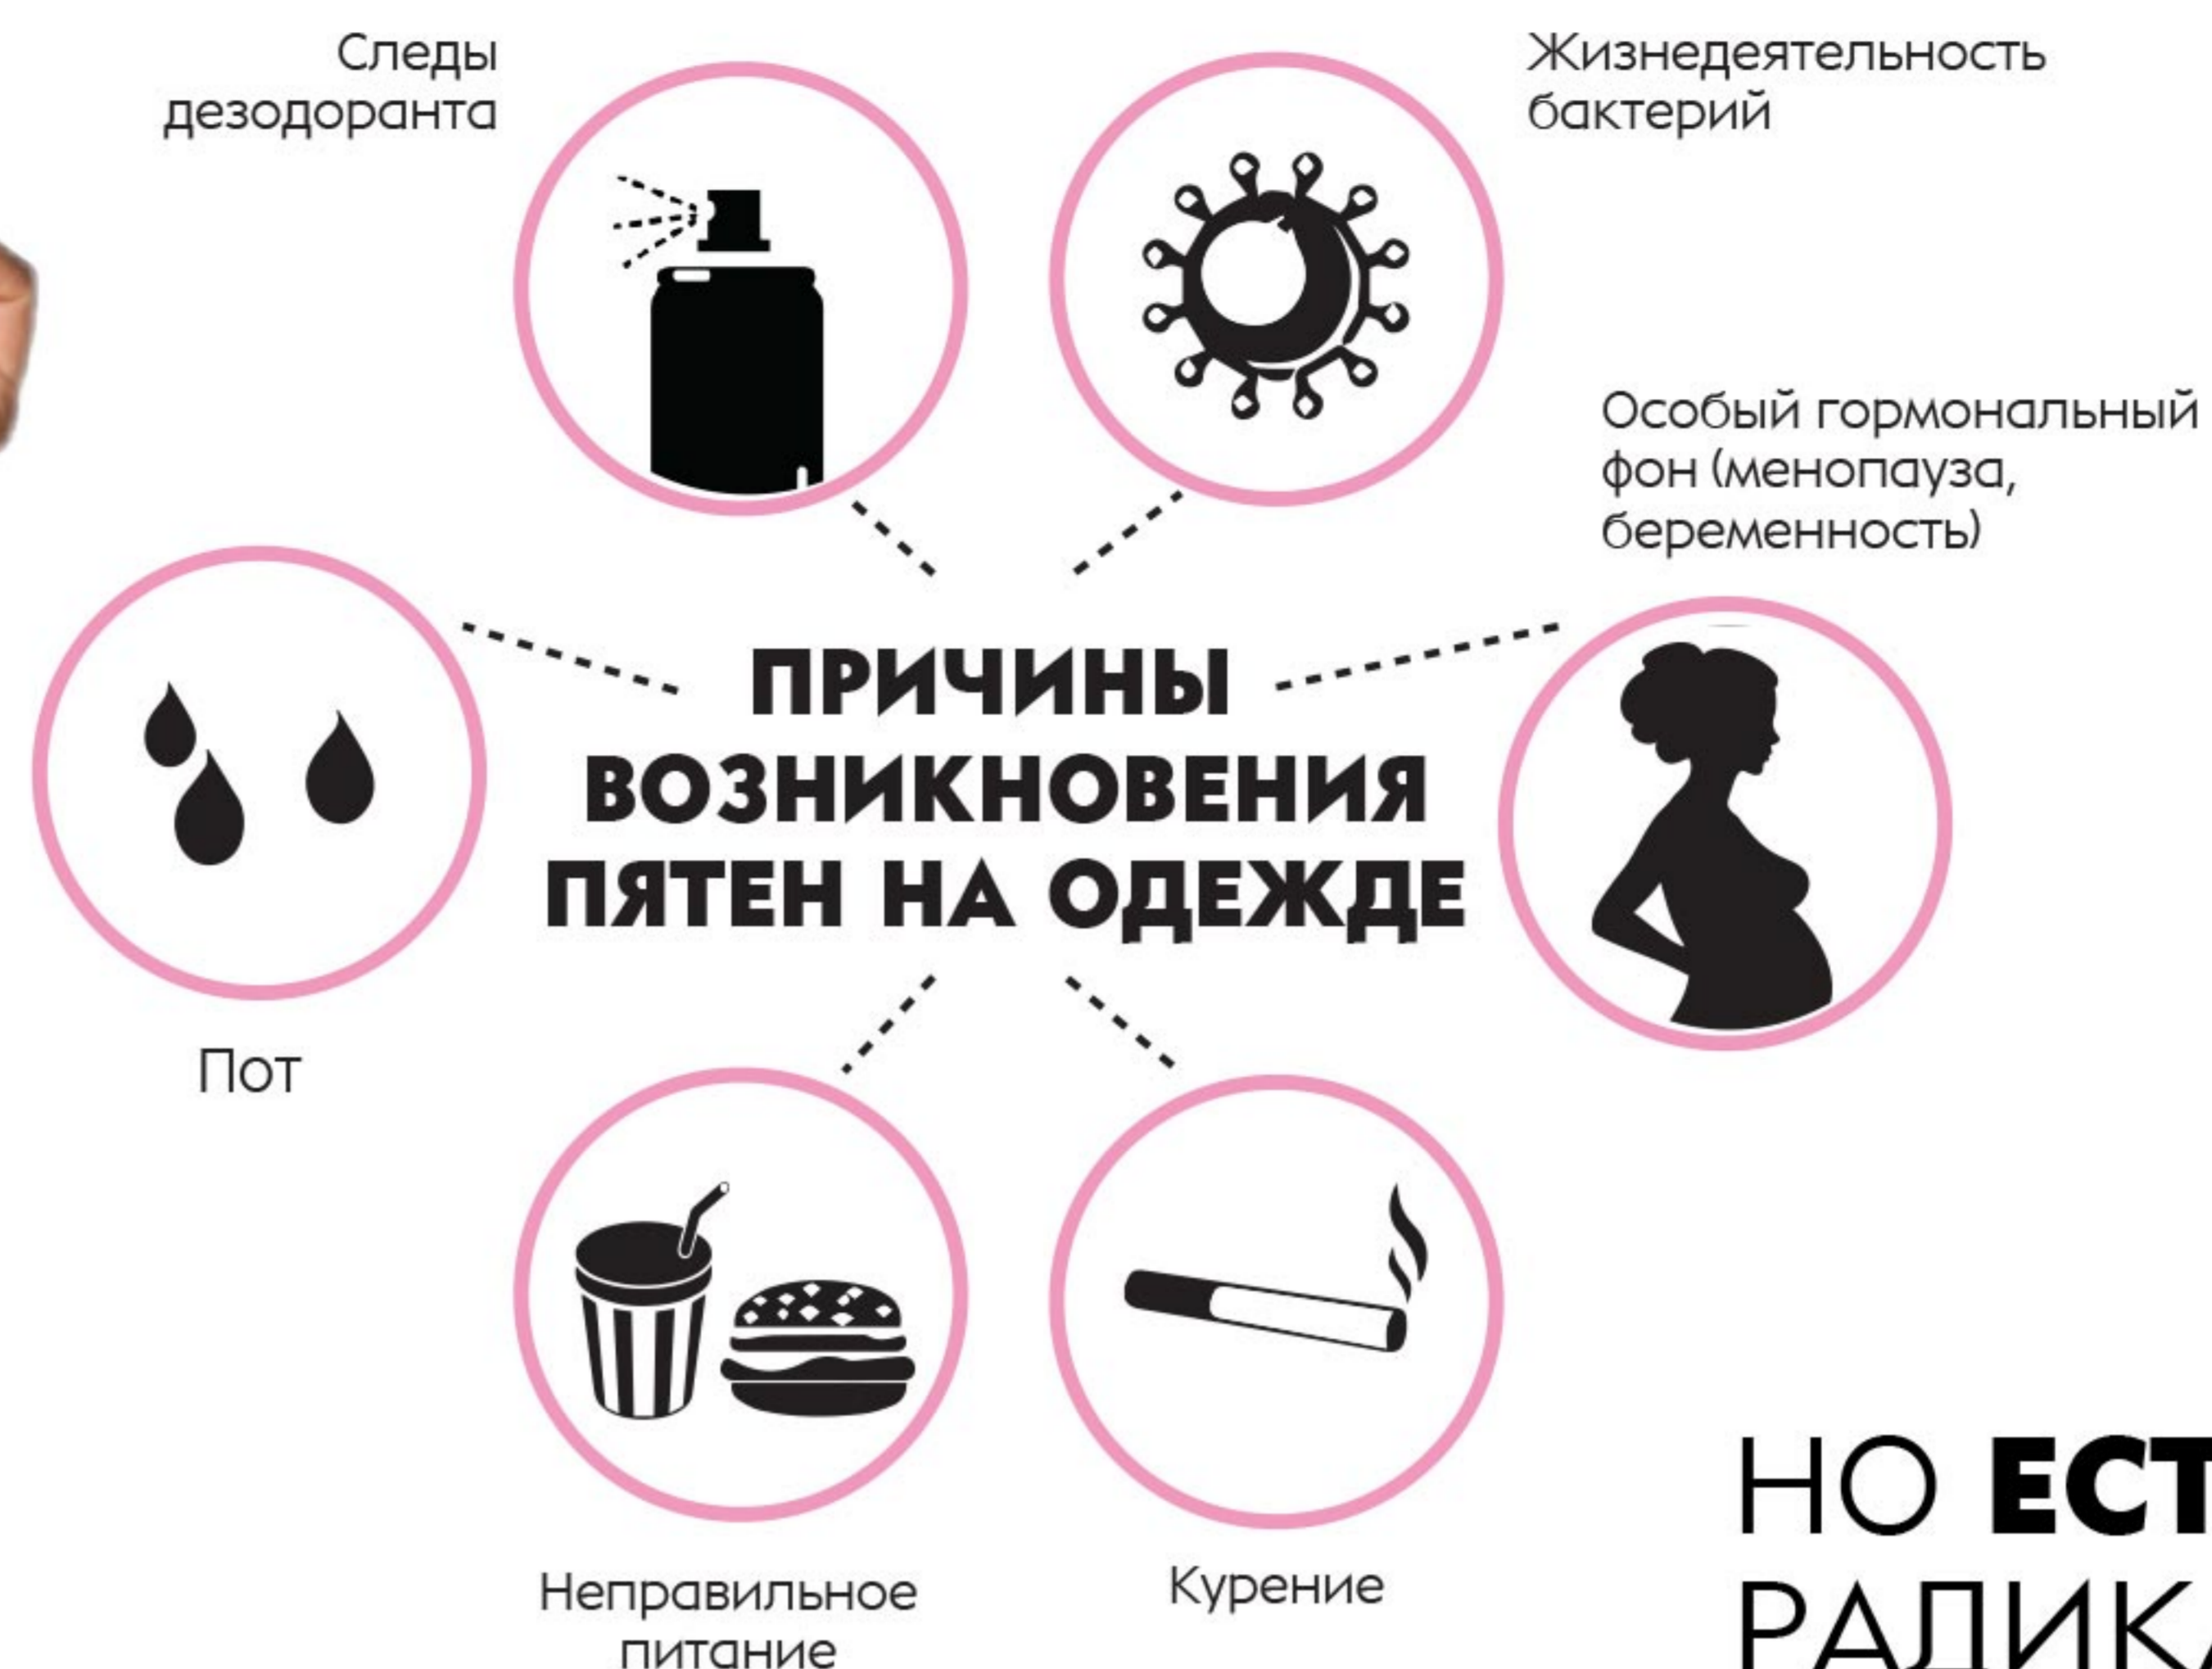 Следы
дезодоранта
Жизнедеятельность
бактерий
Особый гормональный
фон (менопауза,
беременность)
ПРИЧИНЫ
ВОЗНИКНОВЕНИЯ
ПЯТЕН НА ОДЕЖДЕ
Пот
Неправильное
питание
Курение
НО